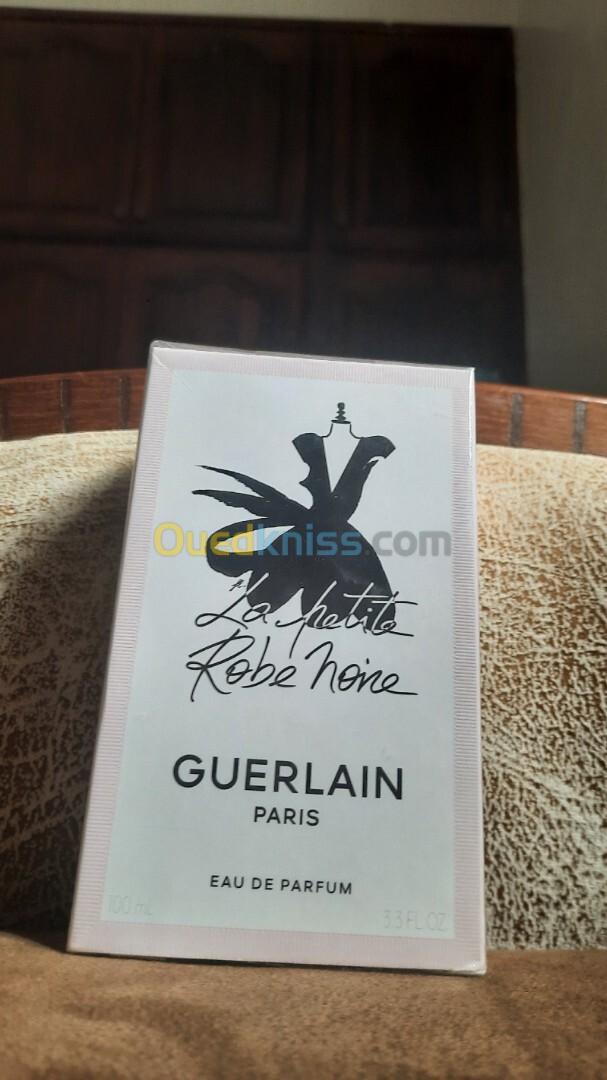 Ouedkniss.com
La petite
Robe Noire
GUERLAIN
PARIS
EAU DE PARFUM
100 mL
3.3 FL.OZ